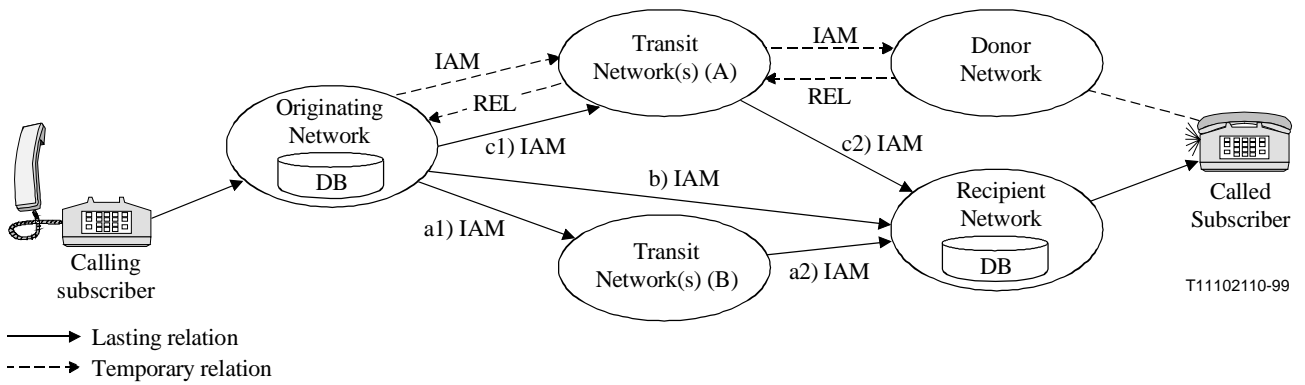 IAM
Transit
Network(s) (A)
IAM
Donor
Network
REL
REL
Originating
Network
DB
c1) IAM
c2) IAM
b) IAM
Recipient
Network
DB
Called
Subscriber
a1) IAM
Transit
Network(s) (B)
a2) IAM
Calling
subscriber
T11102110-99
Lasting relation
Temporary relation